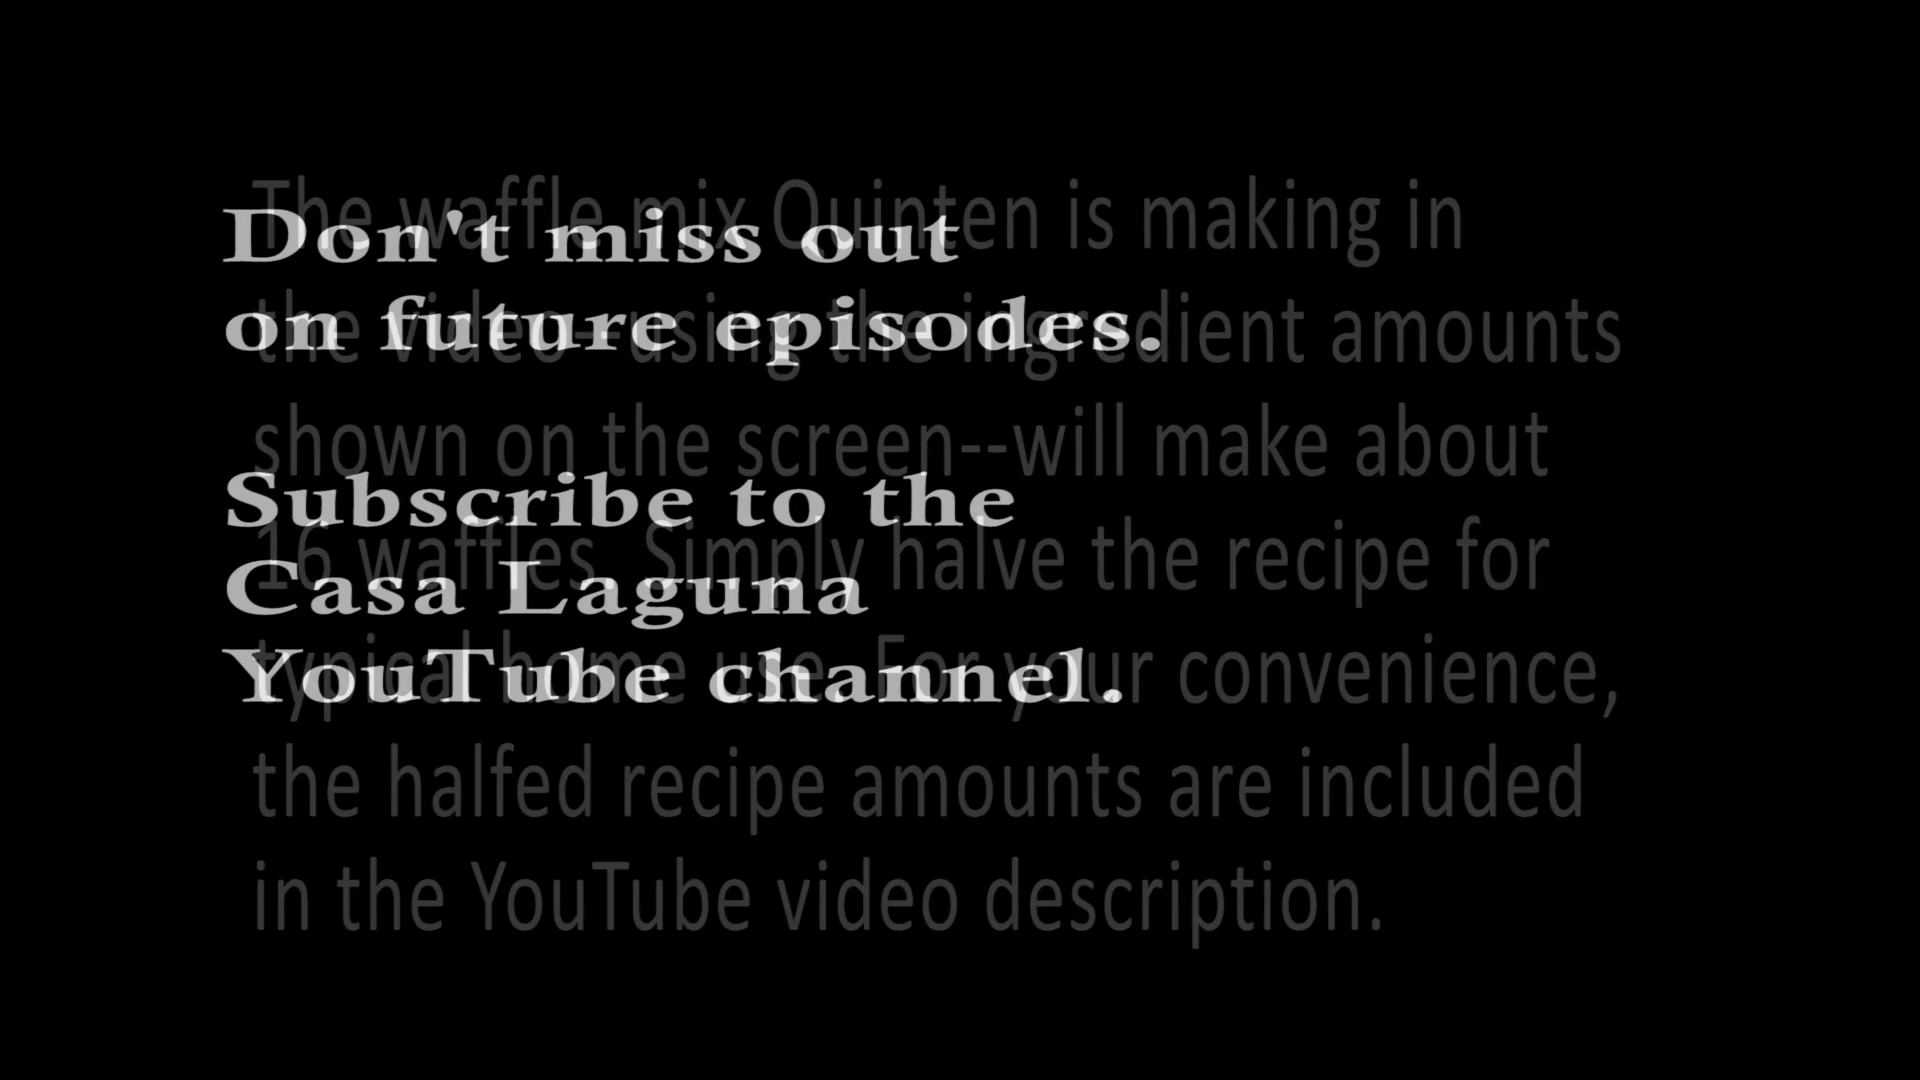 Don't miss out
on future episodes.
Subscribe to the
Casa Laguna
YouTube channel.
The waffle mix Quinten is making in
the video--using the ingredient amounts
shown on the screen--will make about
16 waffles. Simply halve the recipe for
typical home use. For your convenience,
the halfed recipe amounts are included
in the YouTube video description.